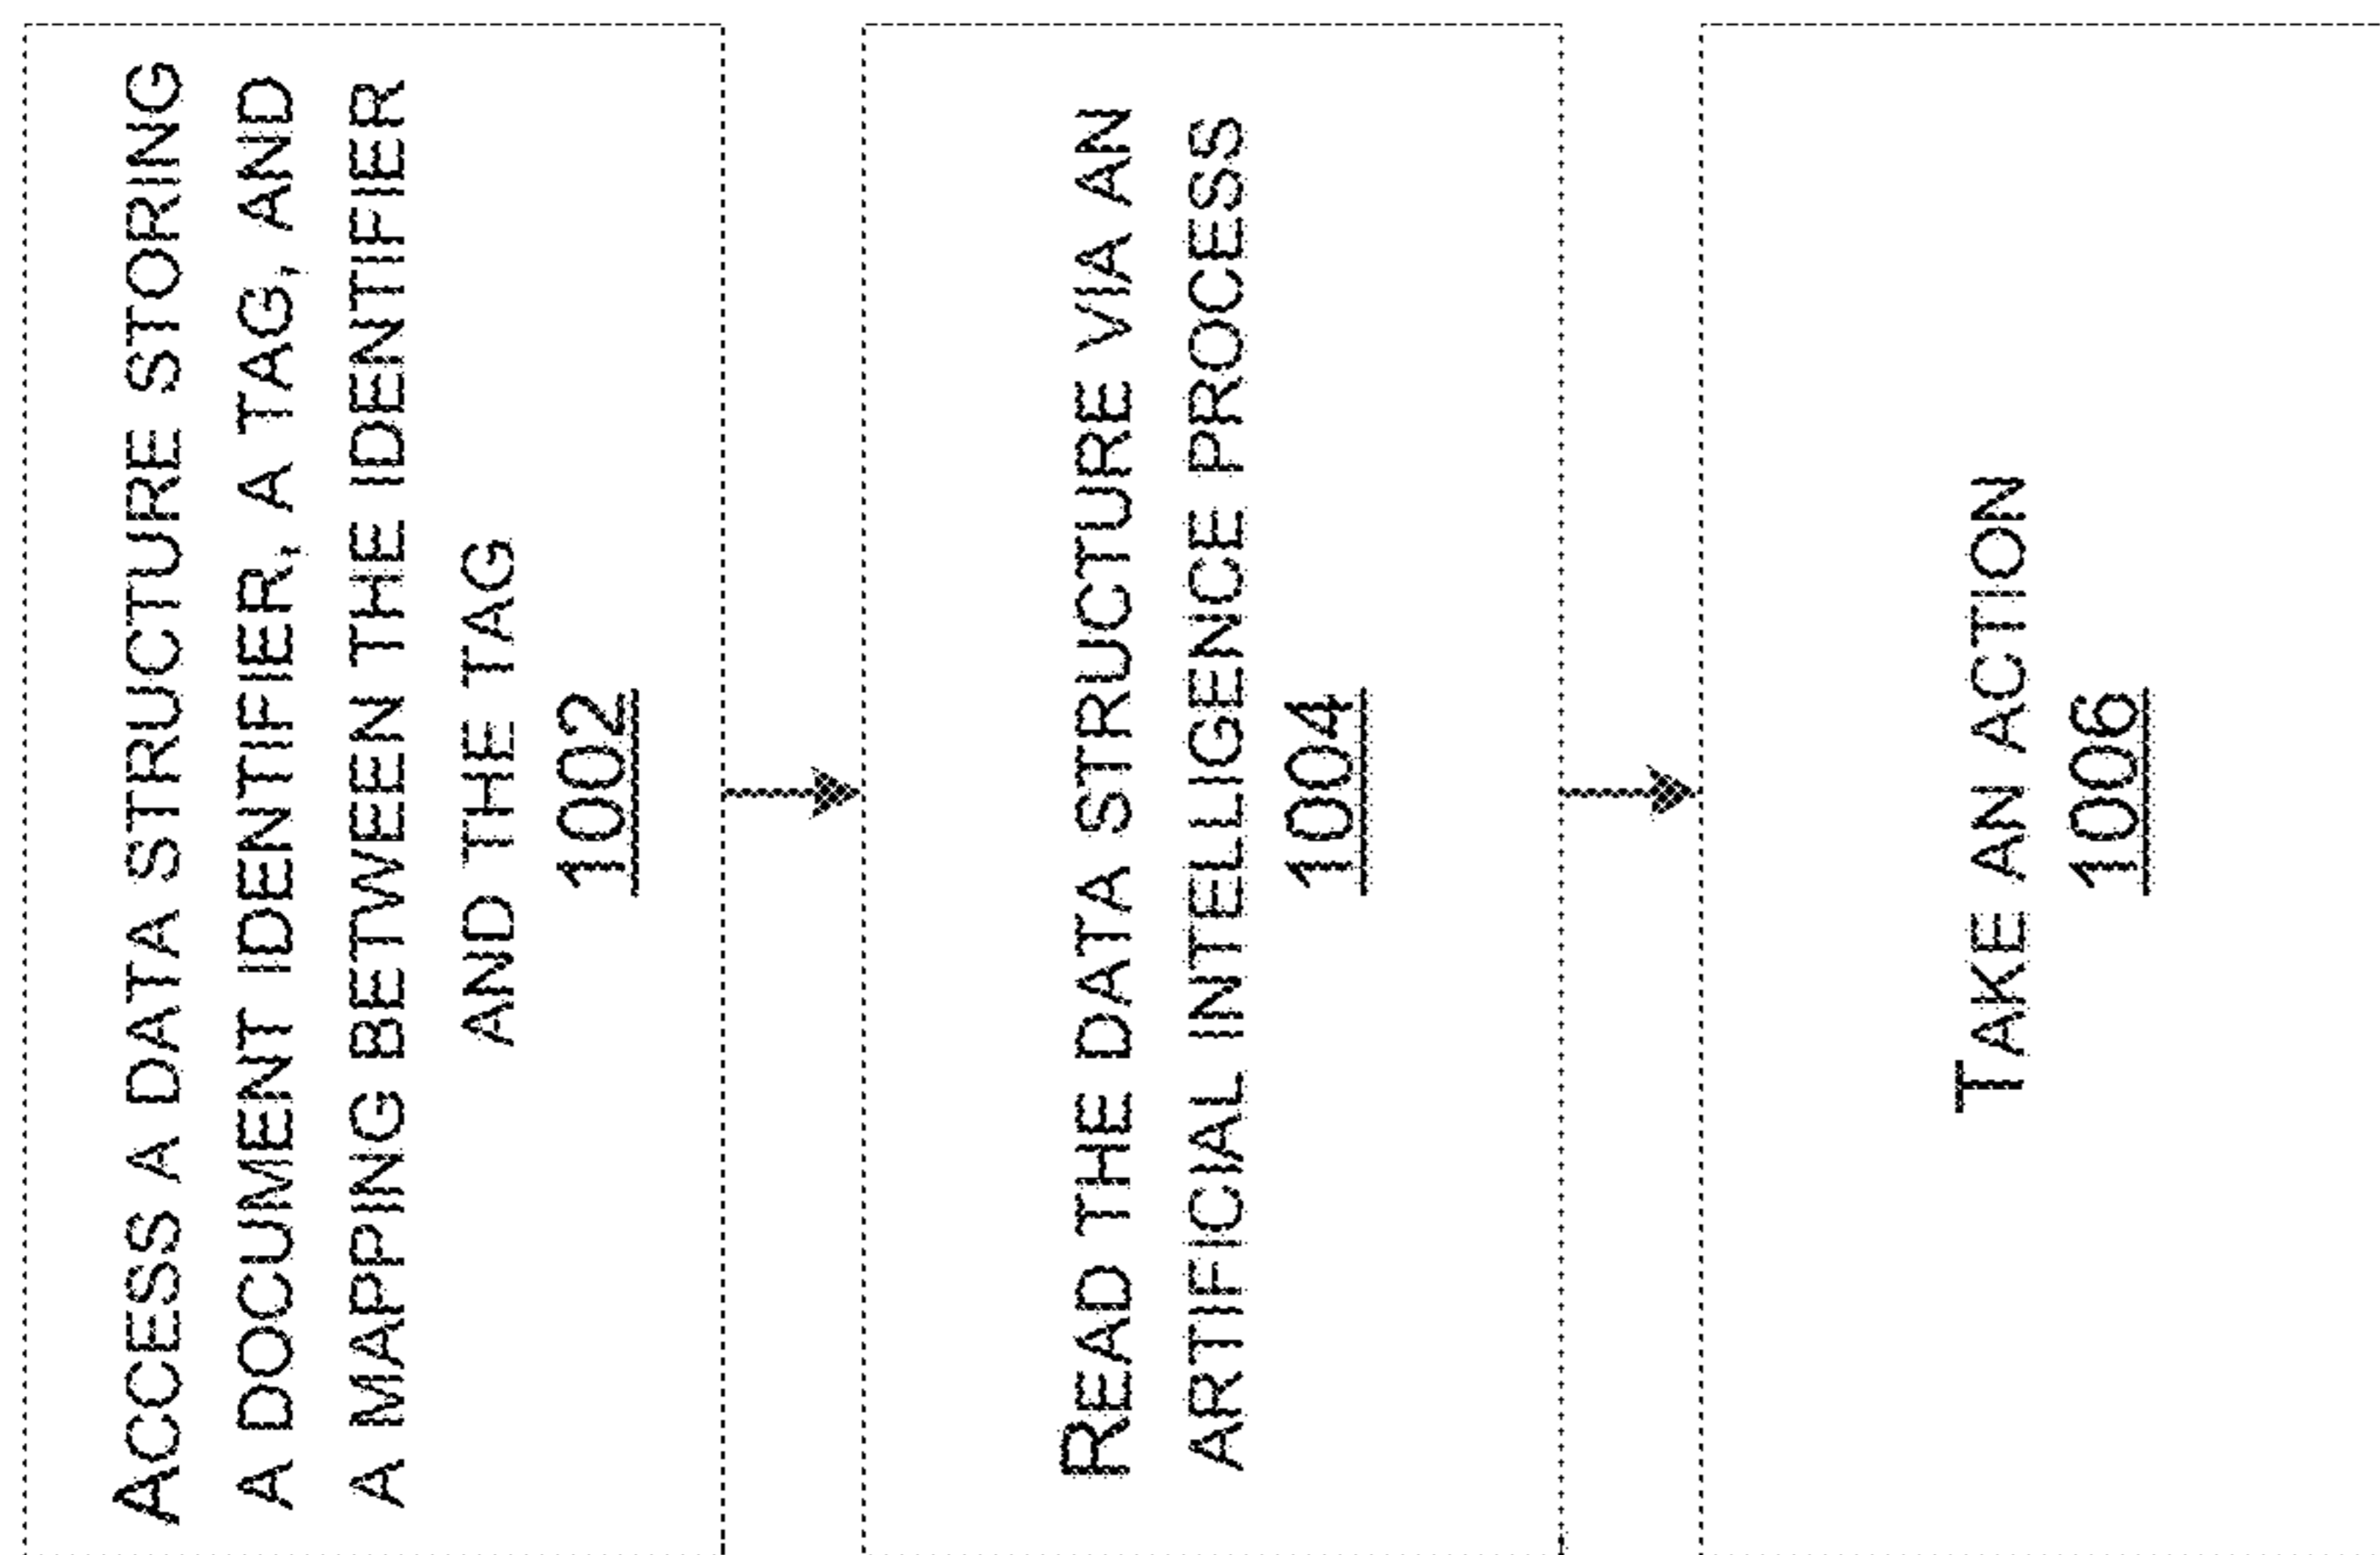 ACCESS A DATA STRUCTURE STORING
A DOCUMENT IDENTIFIER, A TAG, AND
A MAPPING BETWEEN THE IDENTIFIER
AND THE TAG
1002
READ THE DATA STRUCTURE VIA AN
ARTIFICIAL INTELLIGENCE PROCESS
1004
TAKE AN ACTION
1006